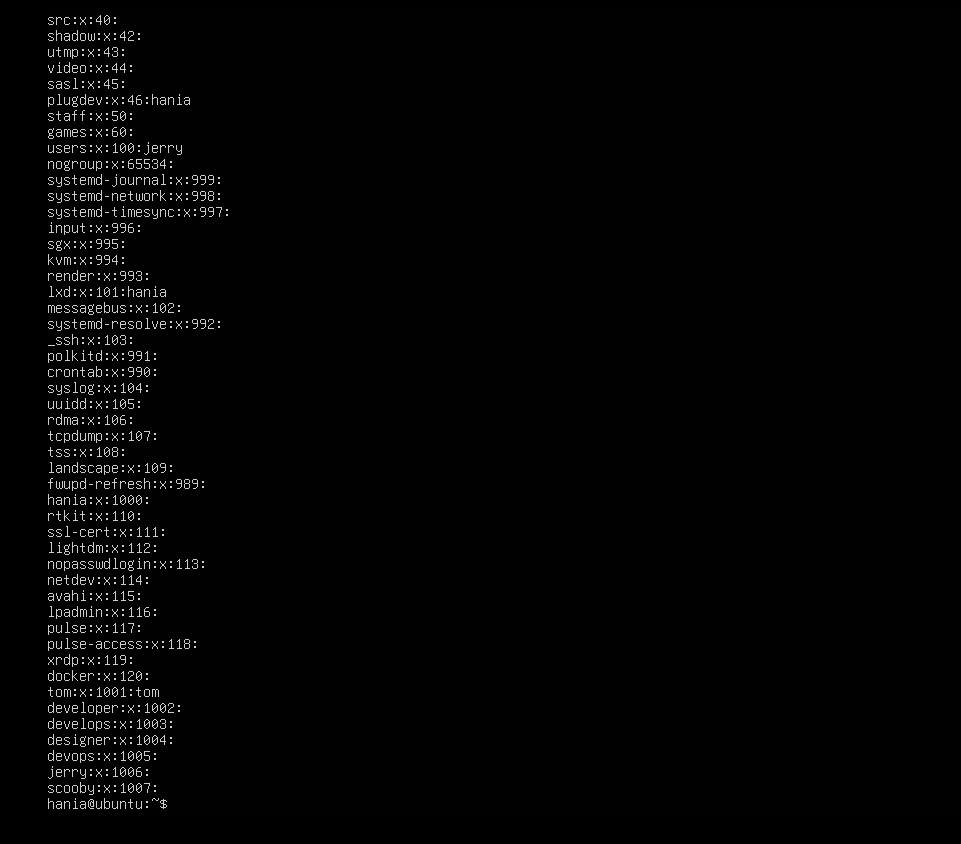 src:x:40:
shadow:x:42:
utmp:x:43:
video:x:44:
sasl:x:45:
plugdev:x:46:hania
staff:x:50:
games:x:60:
users:x:100:jerry
nogroup:x:65534:
systemd-journal:x:999:
systemd-network:x:998:
systemd-timesync:x:997:
input:x:996:
sgx:x:995:
kvm:x:994:
render:x:993:
lxd:x:101:hania
messagebus:x:102:
systemd-resolve:x:992:
_ssh:x:103:
polkitd:x:991:
crontab:x:990:
syslog:x:104:
uuidd:x:105:
rdma:x:106:
tcpdump:x:107:
tss:x:108:
landscape:x:109:
fwupd-refresh:x:989:
hania:x:1000:
rtkit:x:110:
ssl-cert:x:111:
lightdm:x:112:
nopasswdlogin:x:113:
netdev:x:114:
avahi:x:115:
lpadmin:x:116:
pulse:x:117:
pulse-access:x:118:
xrdp:x:119:
docker:x:120:
tom:x:1001:tom
developer:x:1002:
develops:x:1003:
designer:x:1004:
devops:x:1005:
jerry:x:1006:
scooby:x:1007:
hania@ubuntu:~$